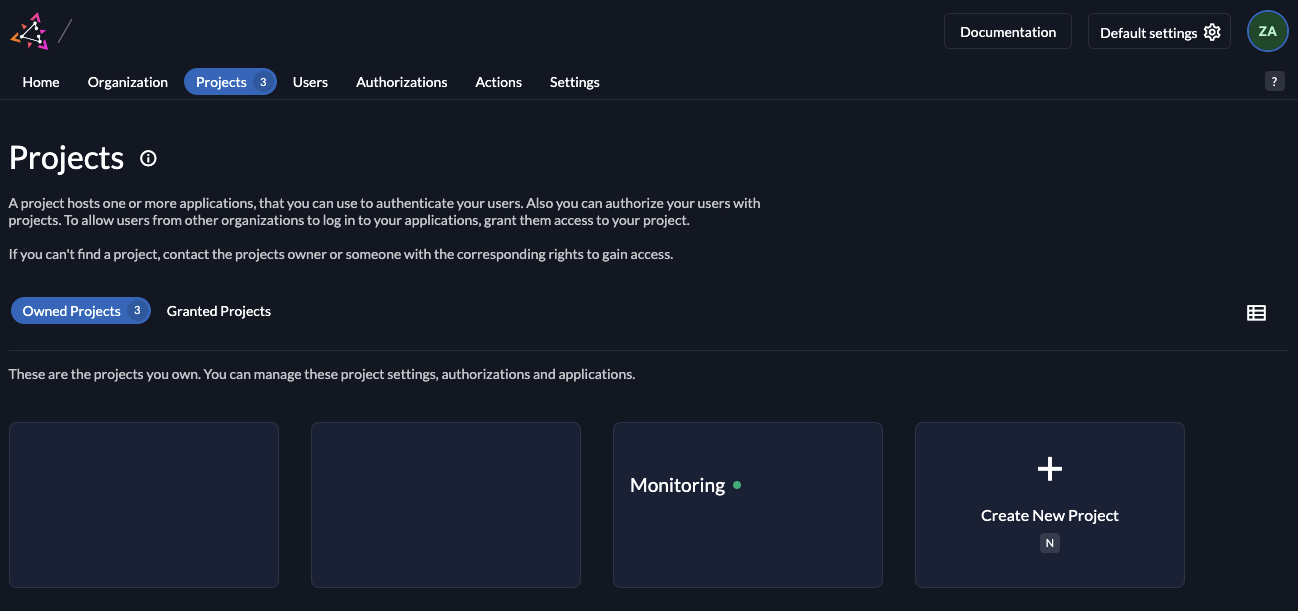 Documentation
Default settings
ZA
Home Organization Projects 3 Users Authorizations Actions Settings ?
Projects
A project hosts one or more applications, that you can use to authenticate your users. Also you can authorize your users with
projects. To allow users from other organizations to log in to your applications, grant them access to your project.
If you can't find a project, contact the projects owner or someone with the corresponding rights to gain access.
Owned Projects 3 Granted Projects
These are the projects you own. You can manage these project settings, authorizations and applications.
Monitoring
Create New Project
N